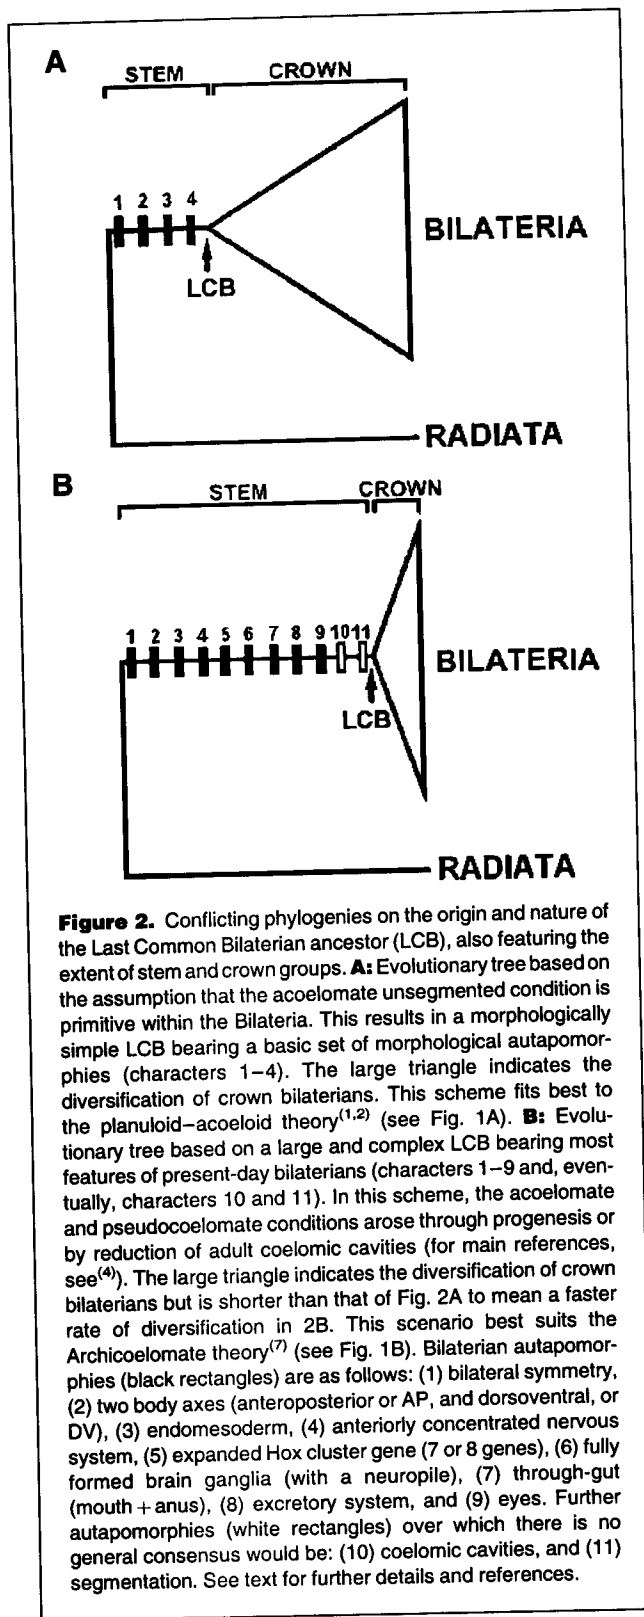 A
STEM
CROWN
1 2 3 4
BILATERIA
LCB
RADIATA
B
STEM
CROWN
1 2 3 4 5 6 7 8 9 10 11
BILATERIA
LCB
RADIATA
Figure 2. Conflicting phylogenies on the origin and nature of
the Last Common Bilaterian ancestor (LCB), also featuring the
extent of stem and crown groups. A: Evolutionary tree based on
the assumption that the acoelomate unsegmented condition is
primitive within the Bilateria. This results in a morphologically
simple LCB bearing a basic set of morphological autapomor-
phies (characters 1–4). The large triangle indicates the
diversification of crown bilaterians. This scheme fits best to
the planuloid–acoeloid theory(1,2) (see Fig. 1A). B: Evolu-
tionary tree based on a large and complex LCB bearing most
features of present-day bilaterians (characters 1–9 and, even-
tually, characters 10 and 11). In this scheme, the acoelomate
and pseudocoelomate conditions arose through progenesis or
by reduction of adult coelomic cavities (for main references,
see(4)). The large triangle indicates the diversification of crown
bilaterians but is shorter than that of Fig. 2A to mean a faster
rate of diversification in 2B. This scenario best suits the
Archicoelomate theory(7) (see Fig. 1B). Bilaterian autapomor-
phies (black rectangles) are as follows: (1) bilateral symmetry,
(2) two body axes (anteroposterior or AP, and dorsoventral, or
DV), (3) endomesoderm, (4) anteriorly concentrated nervous
system, (5) expanded Hox cluster gene (7 or 8 genes), (6) fully
formed brain ganglia (with a neuropile), (7) through-gut
(mouth + anus), (8) excretory system, and (9) eyes. Further
autapomorphies (white rectangles) over which there is no
general consensus would be: (10) coelomic cavities, and (11)
segmentation. See text for further details and references.